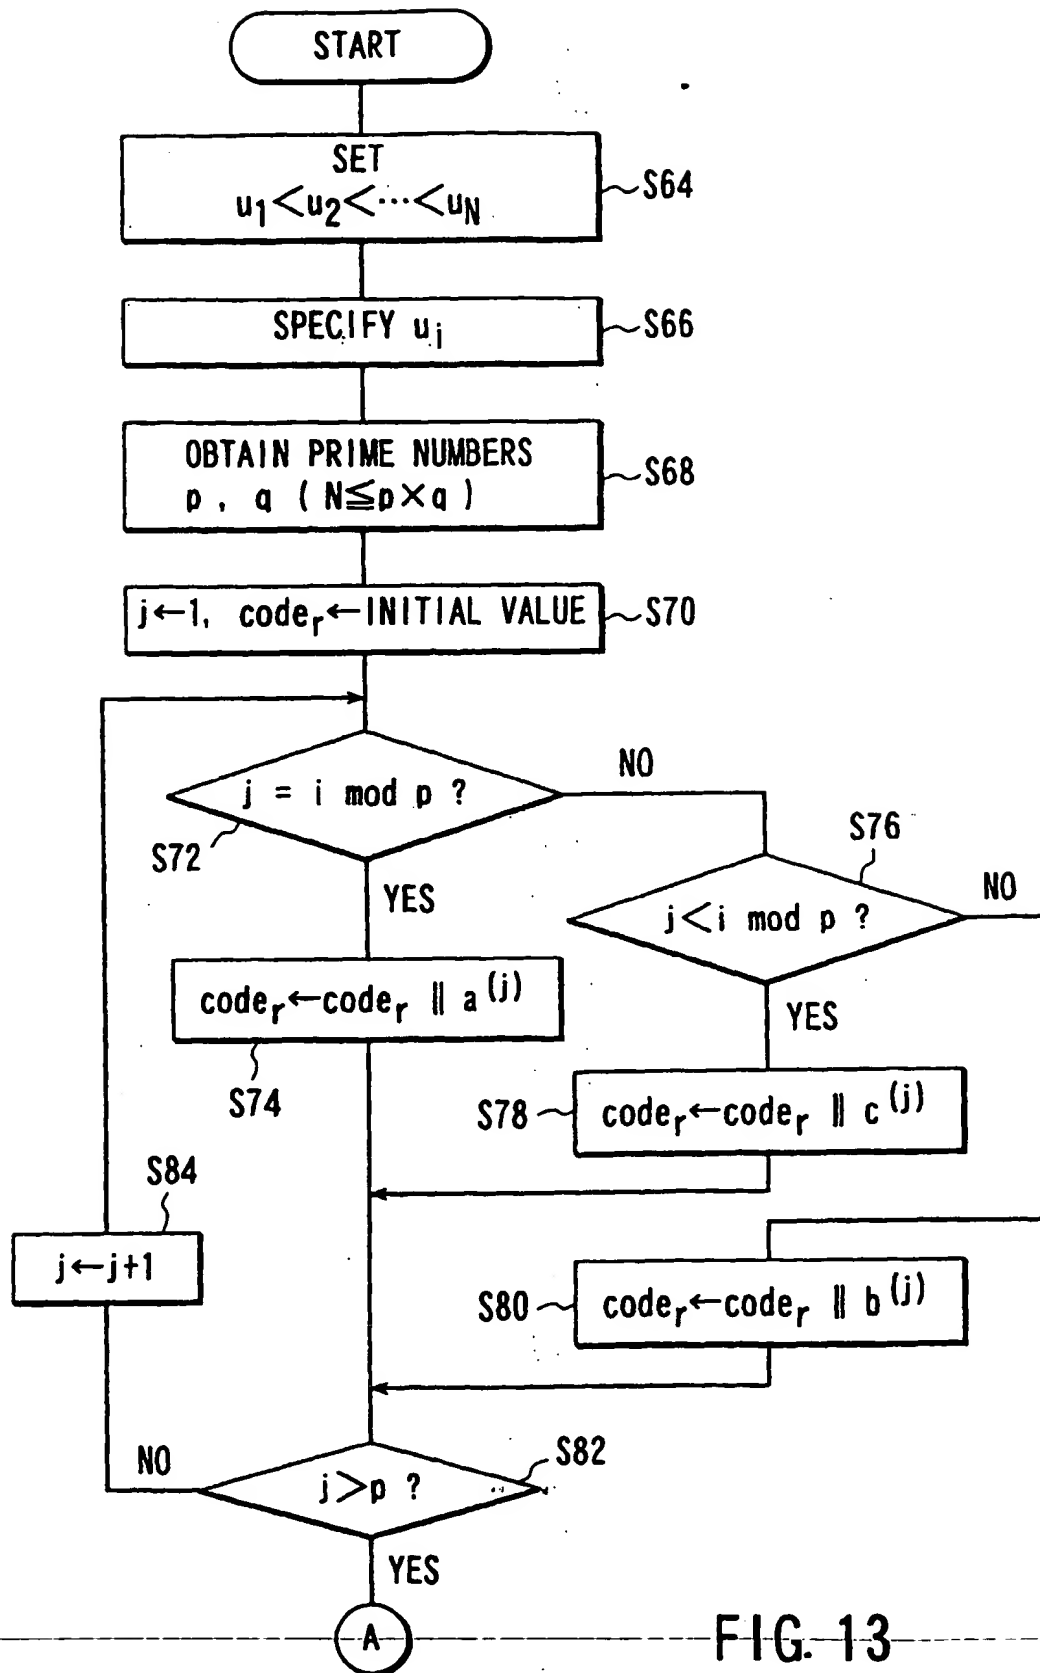 START
SET
u1<u2<···<uN
S64
SPECIFY ui
S66
OBTAIN PRIME NUMBERS
p, q ( N≦p×q )
S68
j←1, coder←INITIAL VALUE
S70
j = i mod p ?
NO
S72
YES
S76
j<i mod p ?
NO
YES
coder←coder ‖ a(j)
S74
S78
coder←coder ‖ c(j)
S84
j←j+1
S80
coder←coder ‖ b(j)
S82
j>p ?
NO
YES
A
FIG. 13